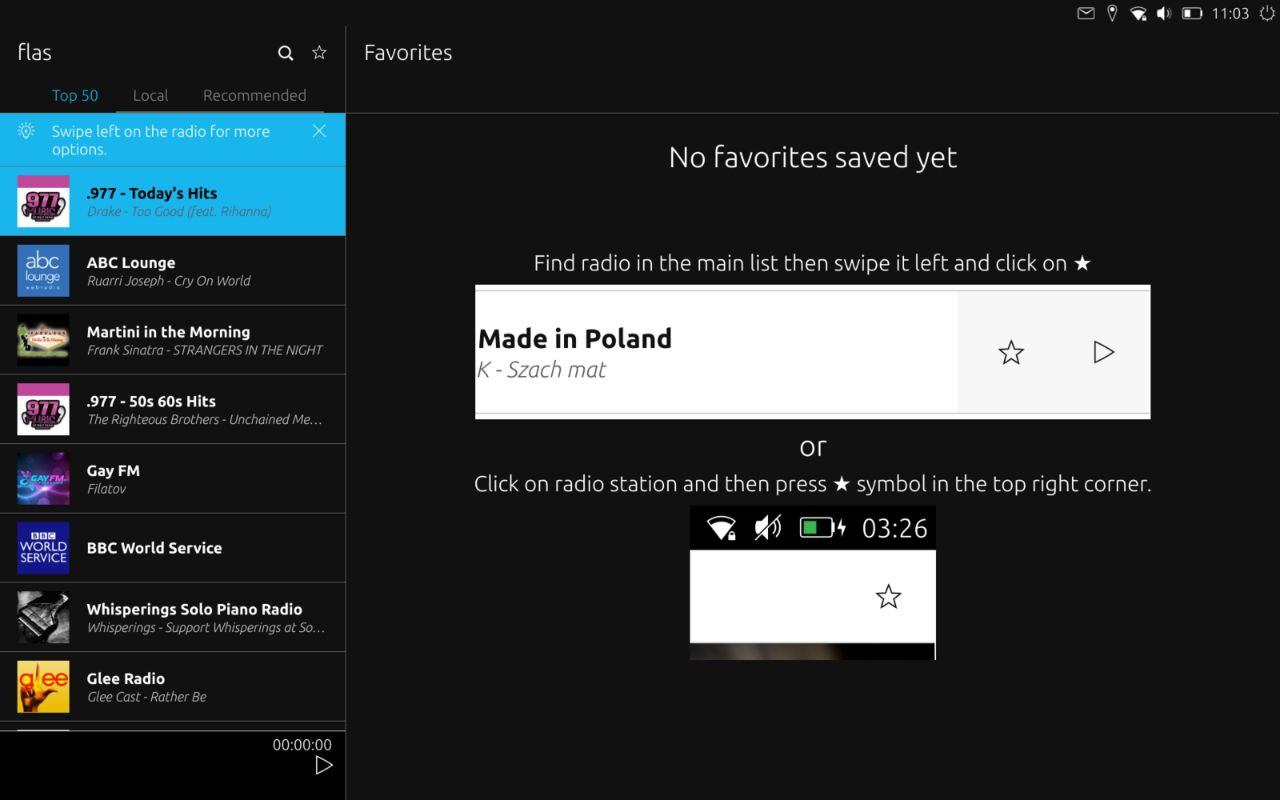 11:03
flas
Top 50 Local Recommended
Swipe left on the radio for more
options.
977
MUSIC
.977 - Today's Hits
Drake - Too Good (feat. Rihanna)
abc
lounge
webradio
ABC Lounge
Ruarri Joseph - Cry On World
Martini in the Morning
Frank Sinatra - STRANGERS IN THE NIGHT
977
MUSIC
.977 - 50s 60s Hits
The Righteous Brothers - Unchained Me…
GAYFM
Gay FM
Filatov
BBC
WORLD
SERVICE
BBC World Service
Whisperings Solo Piano Radio
Whisperings - Support Whisperings at So…
glee
Glee Radio
Glee Cast - Rather Be
00:00:00
Favorites
No favorites saved yet
Find radio in the main list then swipe it left and click on ★
Made in Poland
K - Szach mat
or
Click on radio station and then press ★ symbol in the top right corner.
03:26